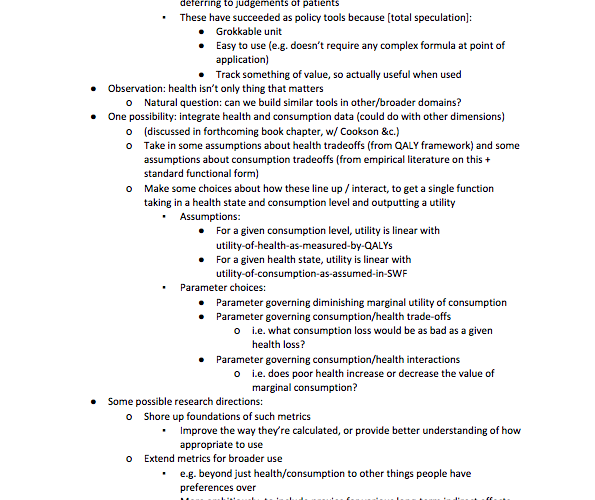 deferring to judgements of patients
▪ These have succeeded as policy tools because [total speculation]:
● Grokkable unit
● Easy to use (e.g. doesn't require any complex formula at point of
application)
● Track something of value, so actually useful when used
● Observation: health isn't only thing that matters
o Natural question: can we build similar tools in other/broader domains?
● One possibility: integrate health and consumption data (could do with other dimensions)
o (discussed in forthcoming book chapter, w/ Cookson &c.)
o Take in some assumptions about health tradeoffs (from QALY framework) and some
assumptions about consumption tradeoffs (from empirical literature on this +
standard functional form)
o Make some choices about how these line up / interact, to get a single function
taking in a health state and consumption level and outputting a utility
▪ Assumptions:
● For a given consumption level, utility is linear with
utility-of-health-as-measured-by-QALYs
● For a given health state, utility is linear with
utility-of-consumption-as-assumed-in-SWF
▪ Parameter choices:
● Parameter governing diminishing marginal utility of consumption
● Parameter governing consumption/health trade-offs
o i.e. what consumption loss would be as bad as a given
health loss?
● Parameter governing consumption/health interactions
o i.e. does poor health increase or decrease the value of
marginal consumption?
● Some possible research directions:
o Shore up foundations of such metrics
▪ Improve the way they're calculated, or provide better understanding of how
appropriate to use
o Extend metrics for broader use
▪ e.g. beyond just health/consumption to other things people have
preferences over